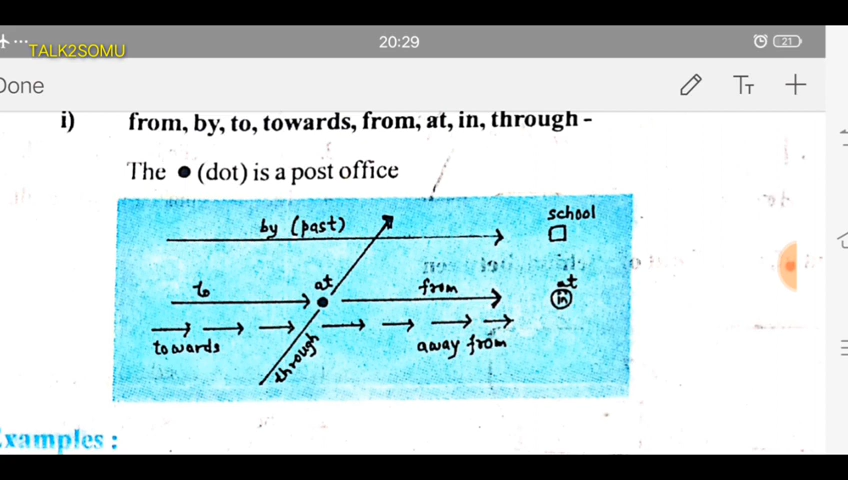 TALK2SOMU
20:29
21
Done
i) from, by, to, towards, from, at, in, through -
The ● (dot) is a post office
by (past)
school
to
at
from
at
in
towards
through
away from
Examples :